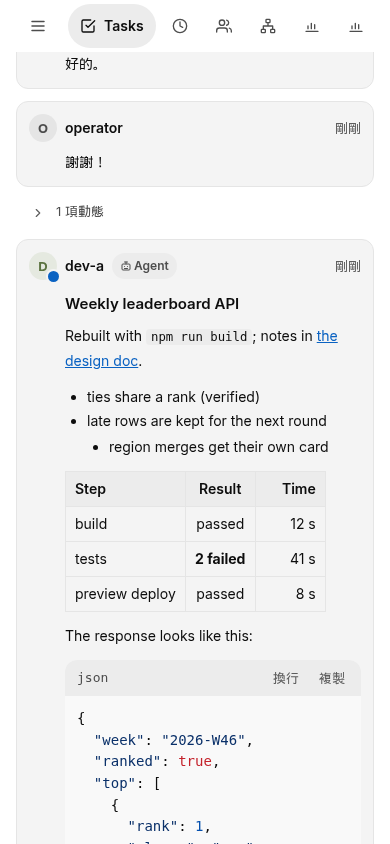 Tasks
好的。
O operator 剛剛
謝謝！
1 項動態
D dev-a Agent 剛剛
Weekly leaderboard API
Rebuilt with npm run build; notes in the
design doc.
ties share a rank (verified)
late rows are kept for the next round
region merges get their own card
Step Result Time
build passed 12 s
tests 2 failed 41 s
preview deploy passed 8 s
The response looks like this:
json 換行 複製
{
"week": "2026-W46",
"ranked": true,
"top": [
{
"rank": 1,